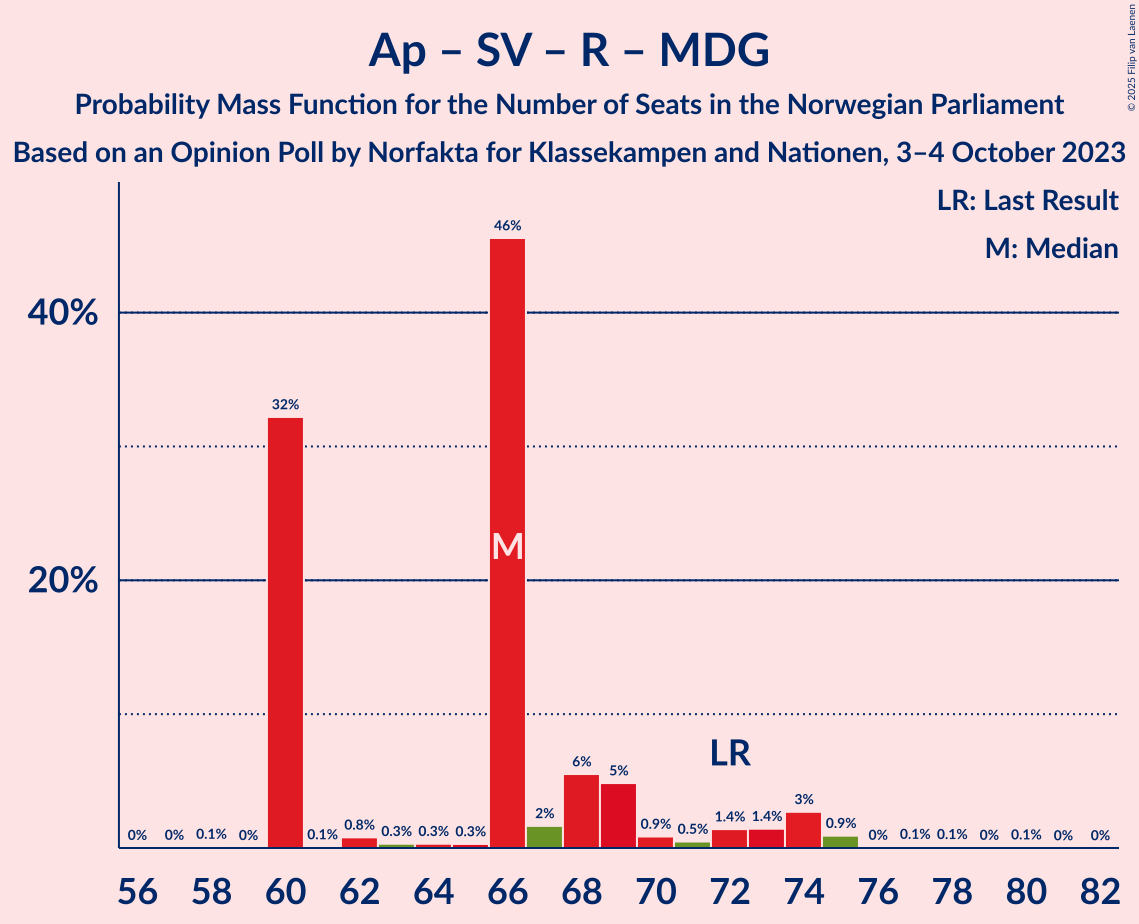 Ap – SV – R – MDG
Probability Mass Function for the Number of Seats in the Norwegian Parliament
Based on an Opinion Poll by Norfakta for Klassekampen and Nationen, 3–4 October 2023
© 2025 Filip van Laenen
LR: Last Result
M: Median
40%
20%
0% 0% 0.1% 0% 32% 0.1% 0.8% 0.3% 0.3% 0.3% 46% 2% 6% 5% 0.9% 0.5% 1.4% 1.4% 3% 0.9% 0% 0.1% 0.1% 0% 0.1% 0% 0%
M
LR
56 58 60 62 64 66 68 70 72 74 76 78 80 82